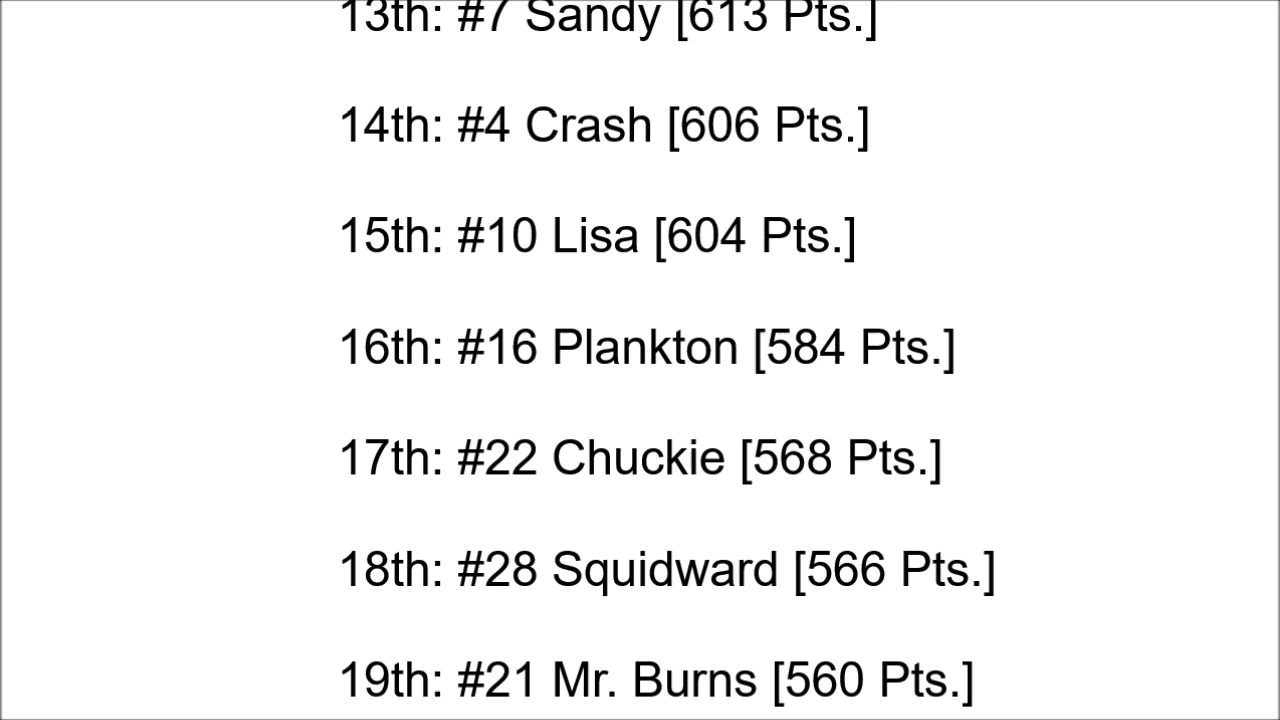 13th: #7 Sandy [613 Pts.]
14th: #4 Crash [606 Pts.]
15th: #10 Lisa [604 Pts.]
16th: #16 Plankton [584 Pts.]
17th: #22 Chuckie [568 Pts.]
18th: #28 Squidward [566 Pts.]
19th: #21 Mr. Burns [560 Pts.]